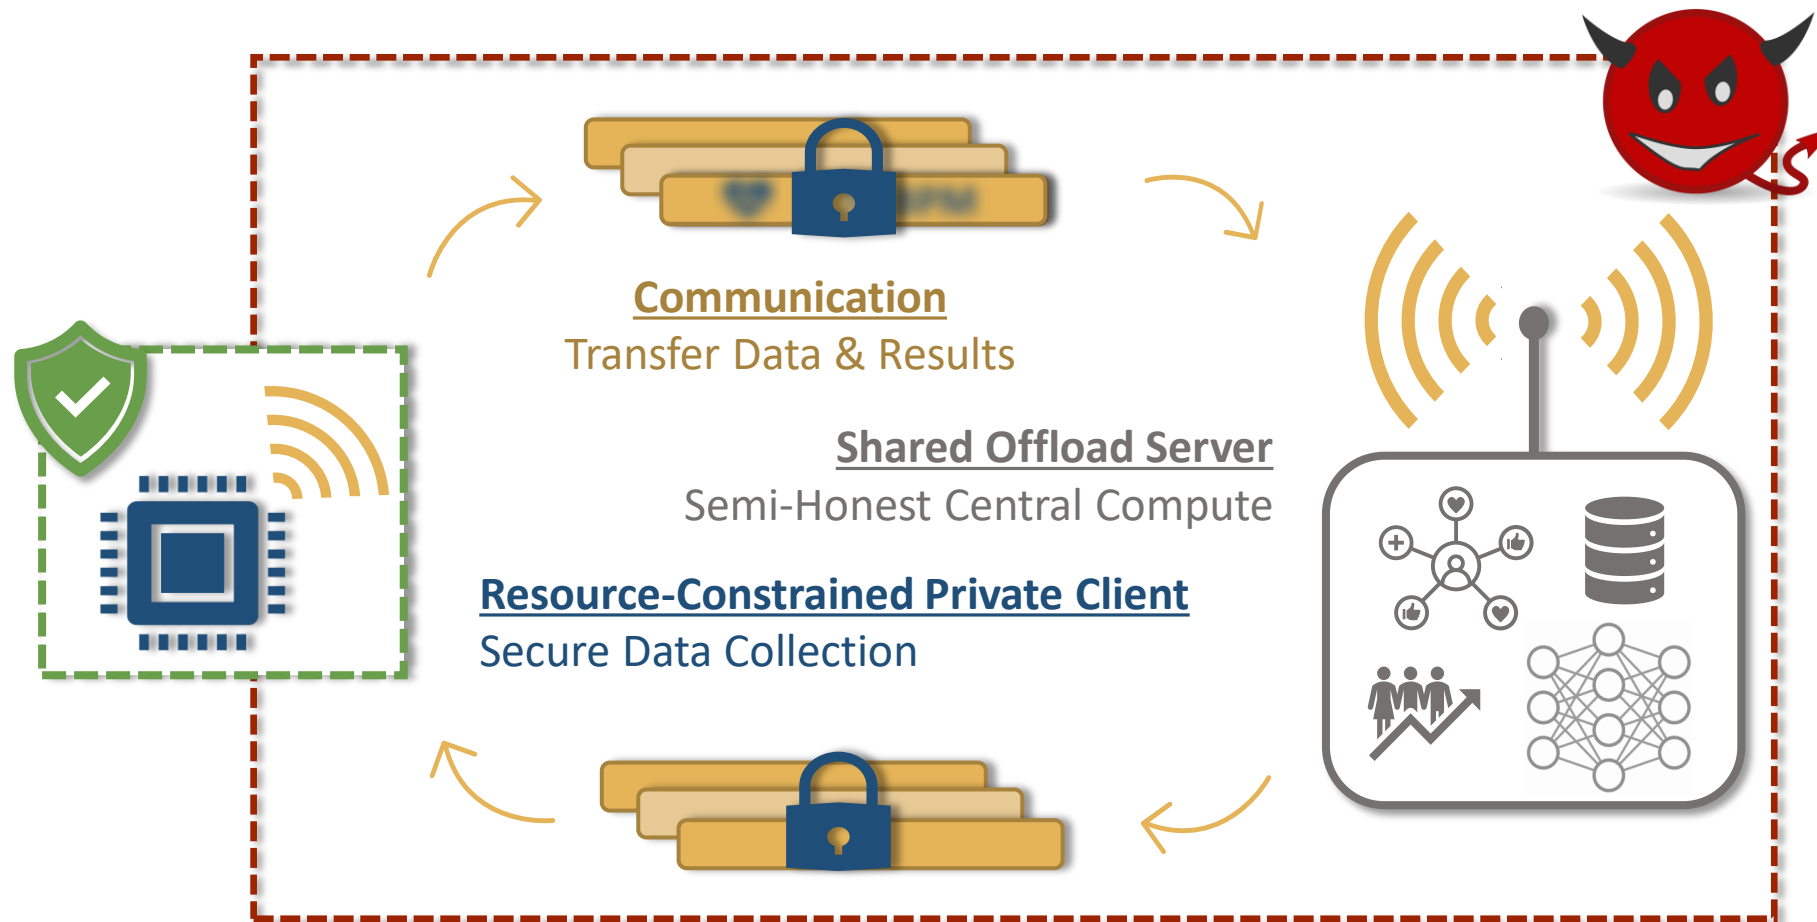 Communication
Transfer Data & Results
Shared Offload Server
Semi-Honest Central Compute
Resource-Constrained Private Client
Secure Data Collection